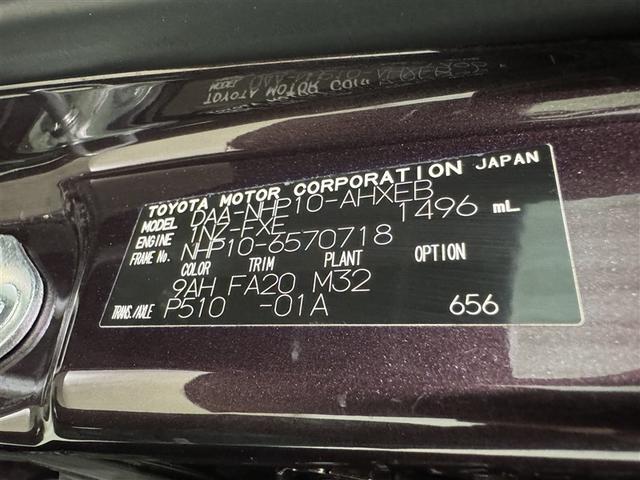 TOYOTA MOTOR CORPORATION JAPAN
MODEL DAA-NHP10-AHXEB
ENGINE 1NZ-FXE 1496 mL
FRAME No. NHP10-6570718
COLOR TRIM PLANT OPTION
9AH FA20 M32
TRANS./AXLE P510 -01A 656